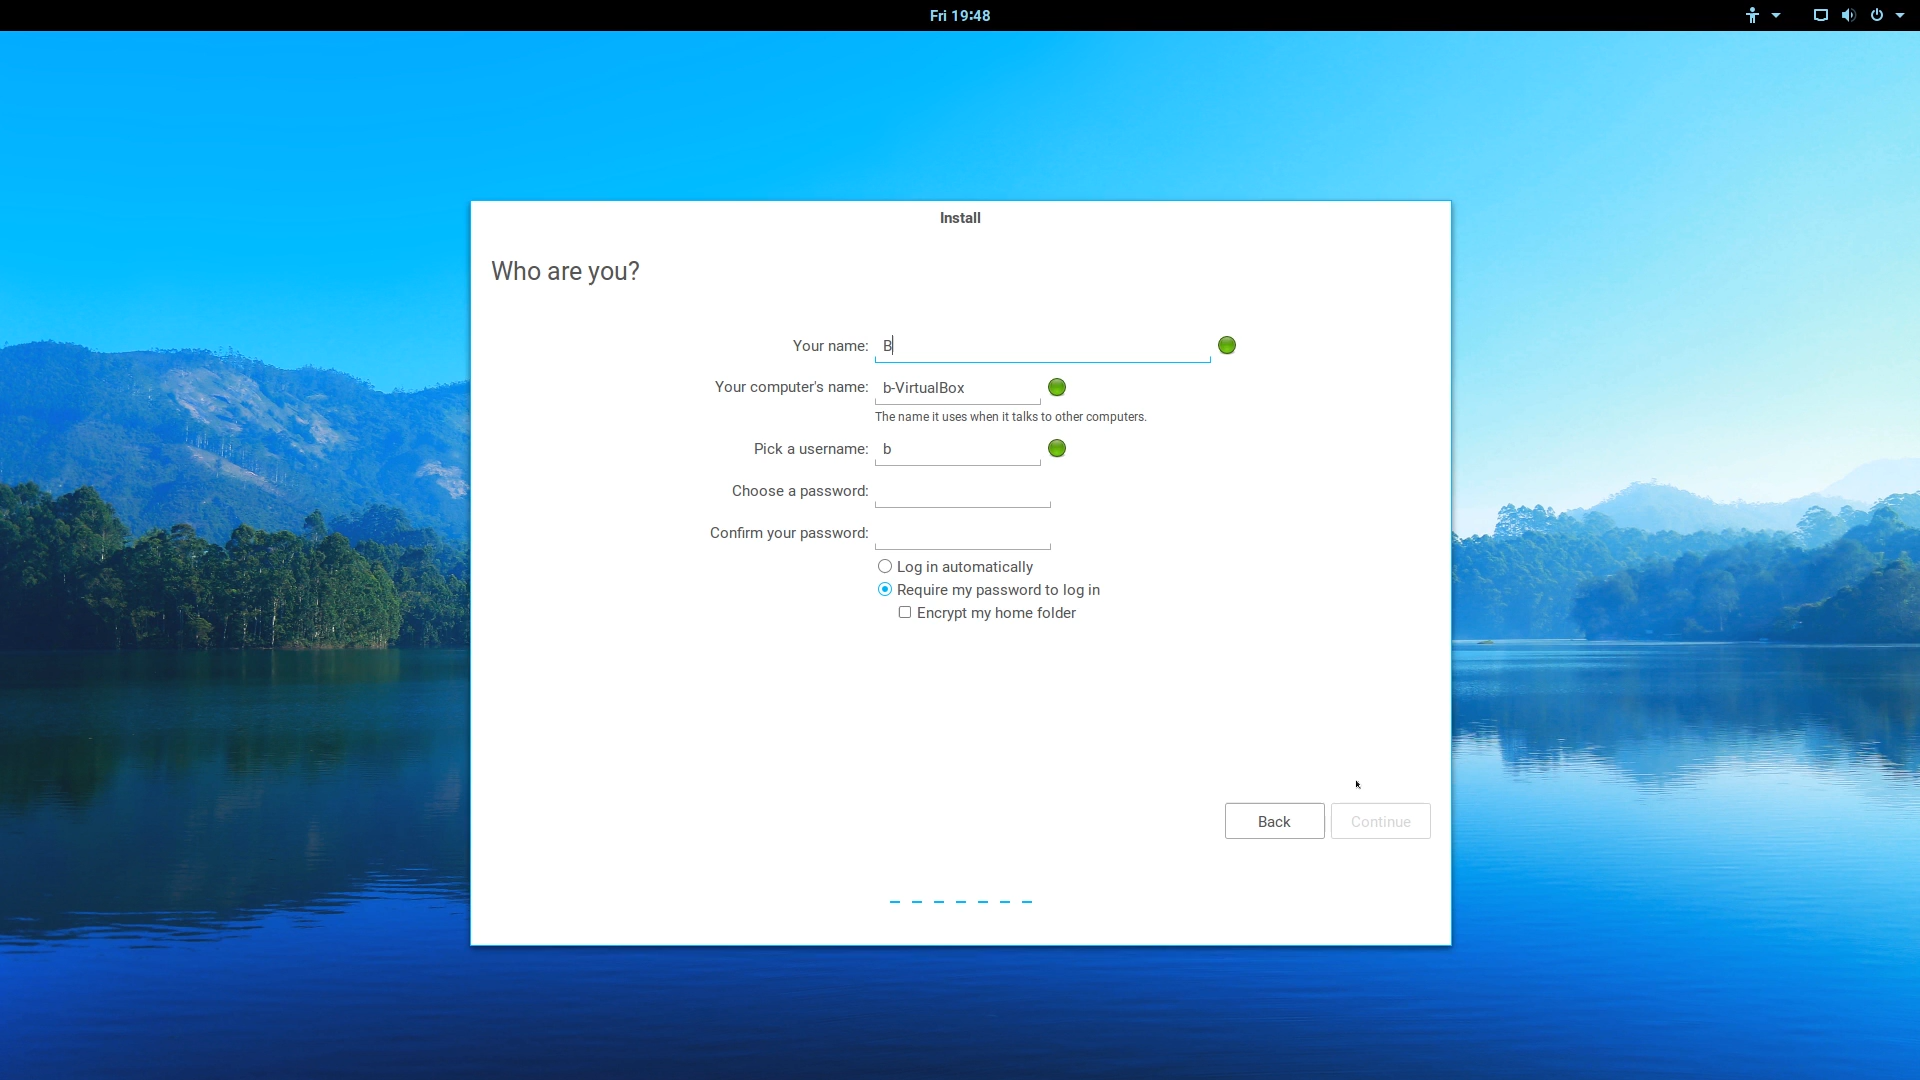 Fri 19:48
Install
Who are you?
Your name: B
Your computer's name: b-VirtualBox
The name it uses when it talks to other computers.
Pick a username: b
Choose a password:
Confirm your password:
Log in automatically
Require my password to log in
Encrypt my home folder
Back Continue